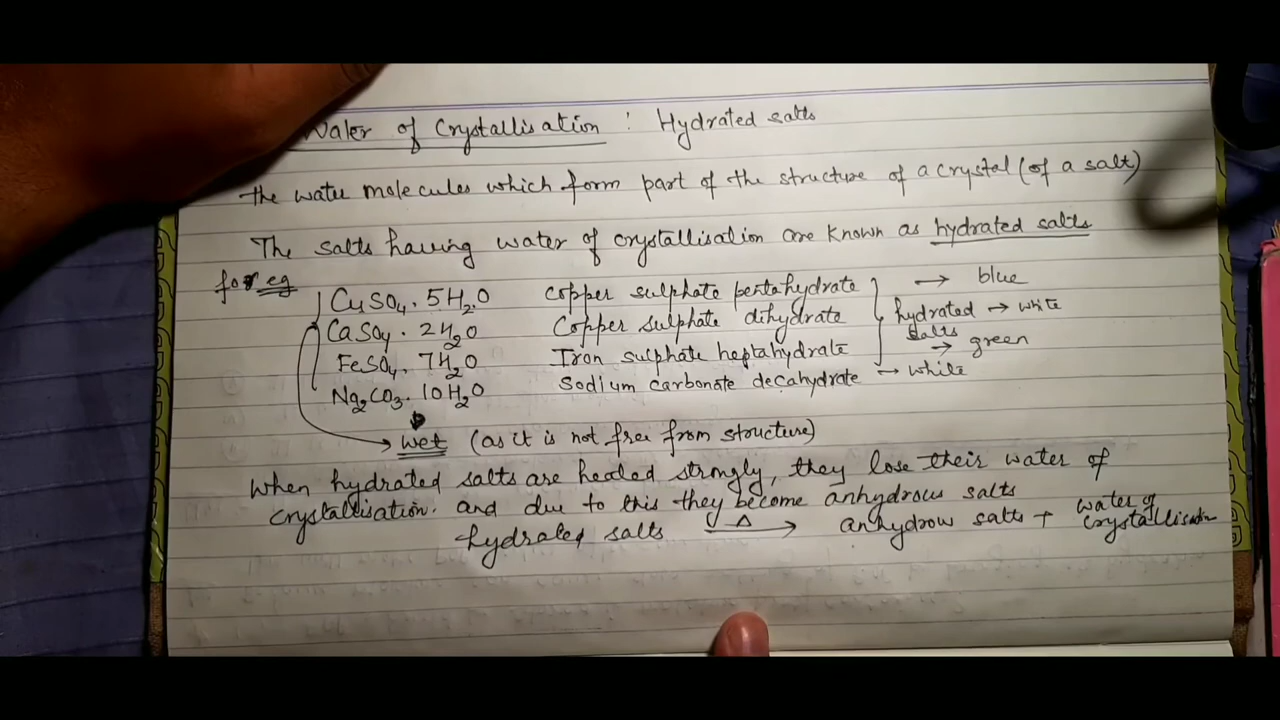 Water of Crystallisation : Hydrated salts
the water molecules which form part of the structure of a crystal (of a salt)
The salts having water of crystallisation are known as hydrated salts
for eg
CuSO4 . 5H2O Copper sulphate pentahydrate → blue
CaSO4 . 2H2O Copper sulphate dihydrate hydrated salts → white
FeSO4 . 7H2O Iron sulphate heptahydrate → green
Na2CO3 . 10H2O Sodium carbonate decahydrate → white
→ wet (as it is not free from structure)
When hydrated salts are heated strongly, they lose their water of
crystallisation. and due to this they become anhydrous salts
hydrated salts Δ → anhydrow salts + water of crystallisation